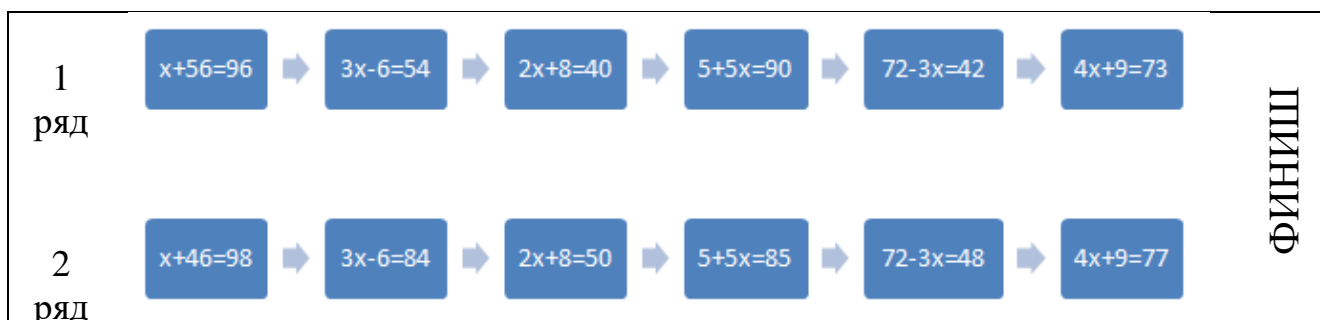 1
ряд
x+56=96
3x-6=54
2x+8=40
5+5x=90
72-3x=42
4x+9=73
2
ряд
x+46=98
3x-6=84
2x+8=50
5+5x=85
72-3x=48
4x+9=77
ФИНИШ